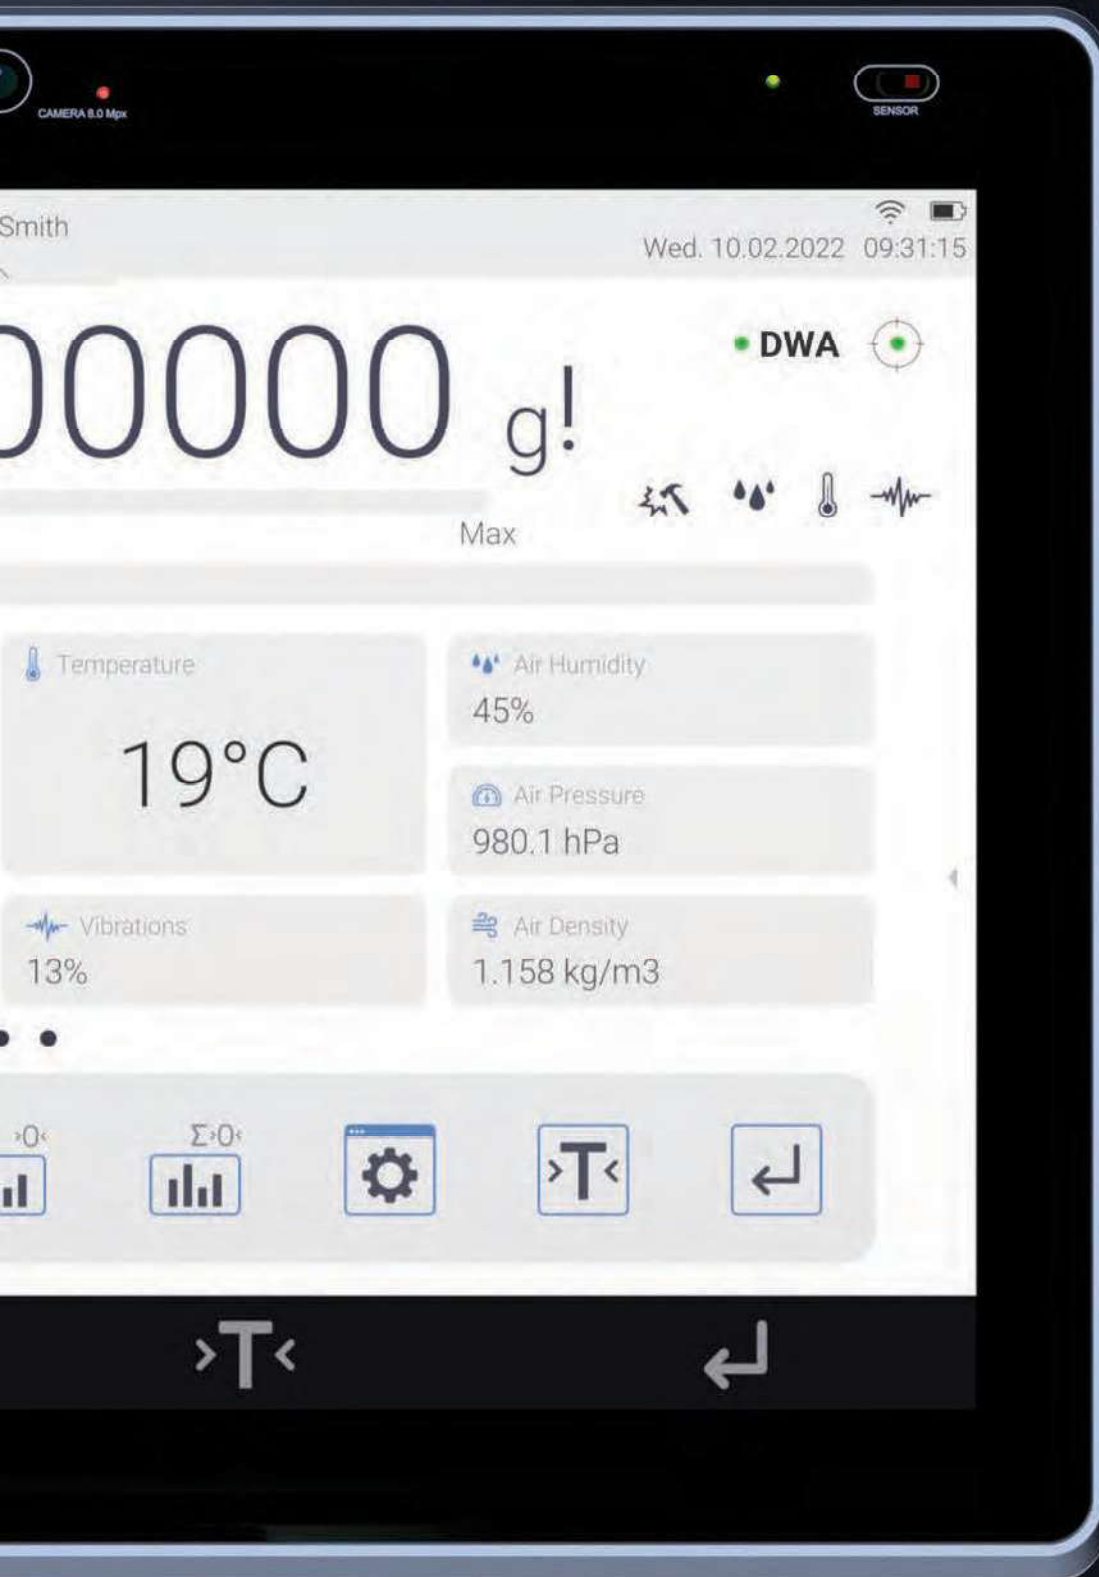 CAMERA 8.0 Mpx
SENSOR
Smith
Wed. 10.02.2022 09:31:15
00000 g!
DWA
Max
Temperature
19°C
Air Humidity
45%
Air Pressure
980.1 hPa
Vibrations
13%
Air Density
1.158 kg/m3
›0‹
Σ›0‹
›T‹
›T‹